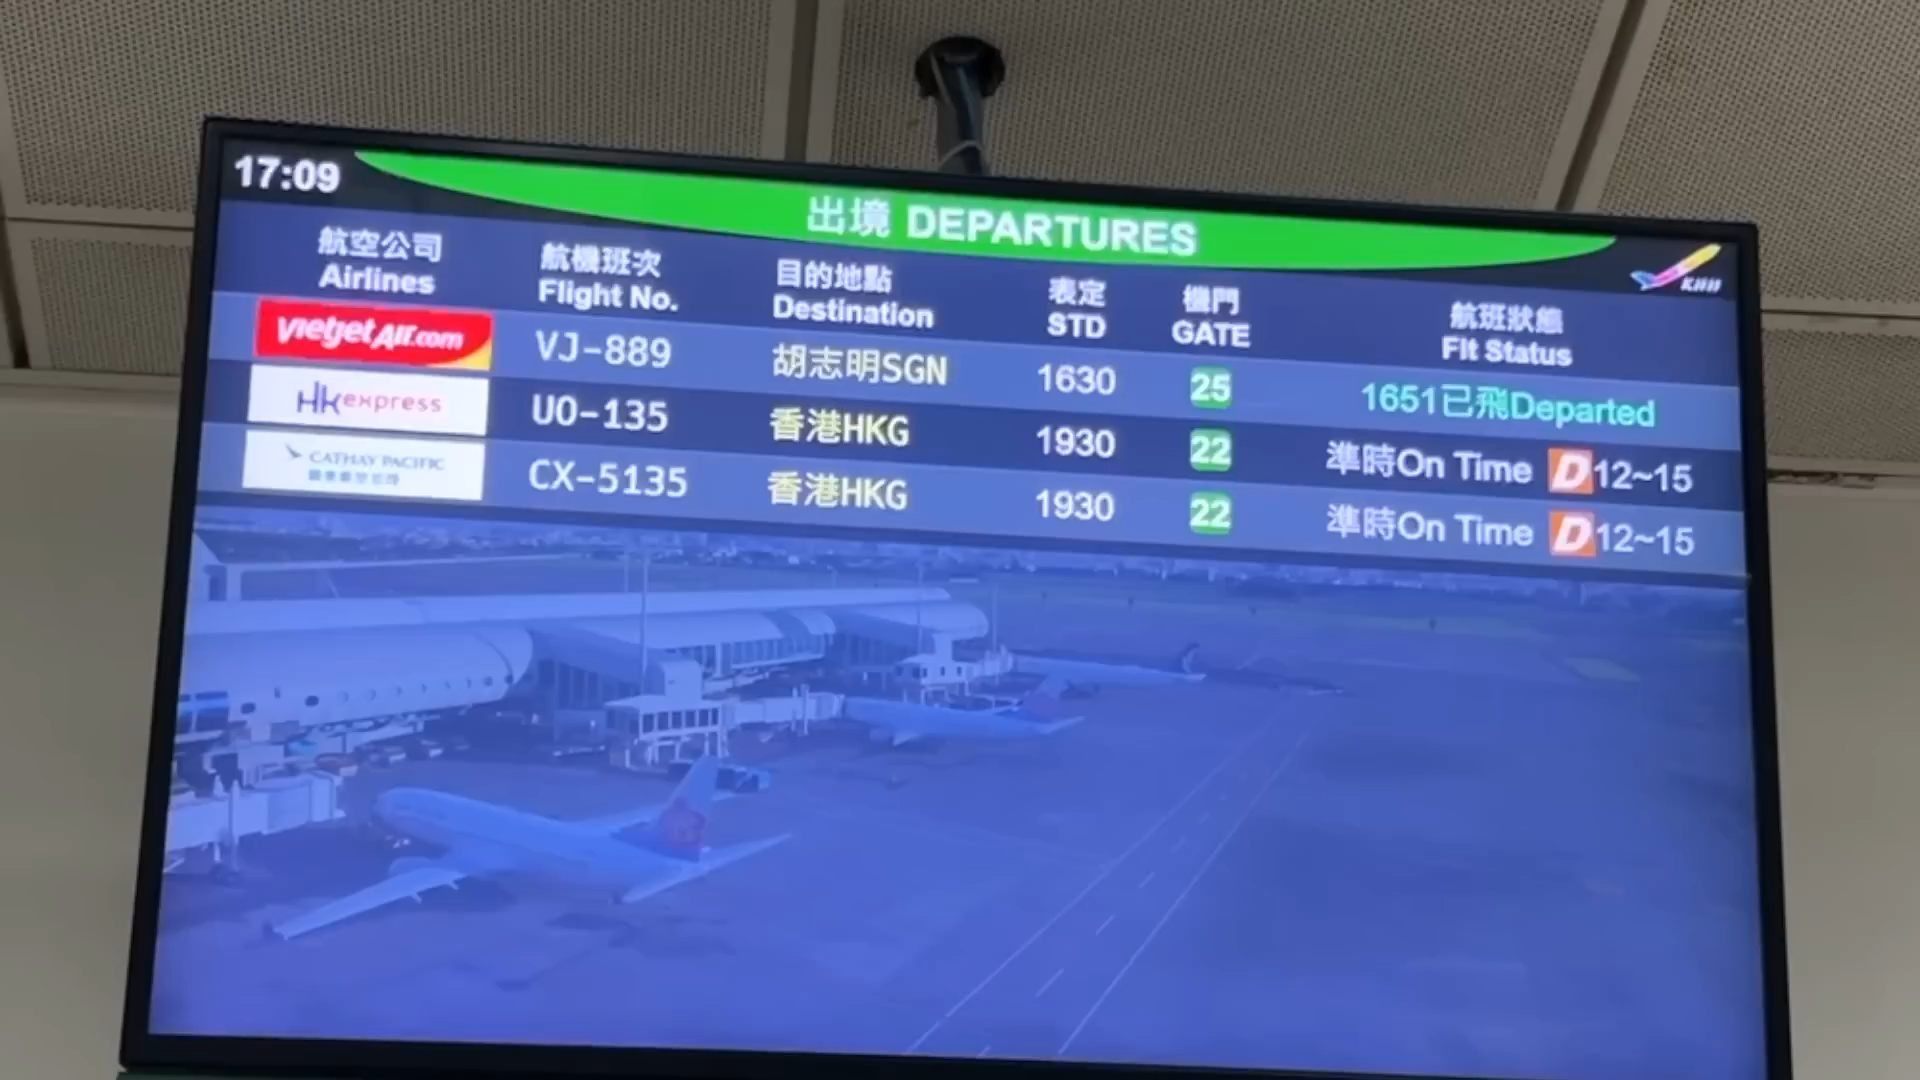 17:09
出境 DEPARTURES
KHH
航空公司 航機班次 目的地點 表定 機門 航班狀態
Airlines Flight No. Destination STD GATE Flt Status
vietjetAir.com VJ-889 胡志明SGN 1630 25 1651已飛Departed
HKexpress UO-135 香港HKG 1930 22 準時On Time D12~15
CATHAY PACIFIC CX-5135 香港HKG 1930 22 準時On Time D12~15